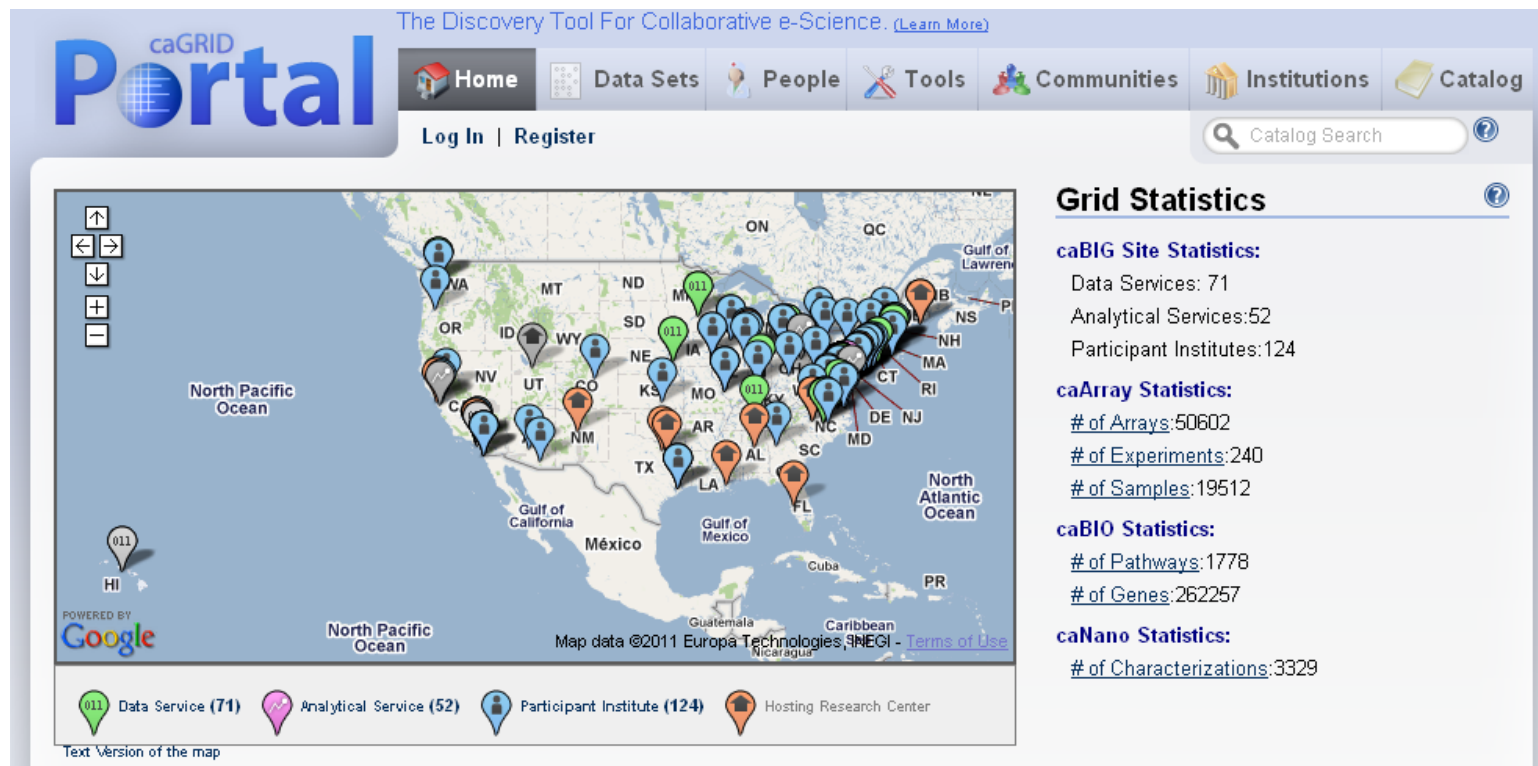 The Discovery Tool For Collaborative e-Science. (Learn More)
caGRID
Portal
Home Data Sets People Tools Communities Institutions Catalog
Log In | Register
Catalog Search
Grid Statistics
caBIG Site Statistics:
Data Services: 71
Analytical Services:52
Participant Institutes:124
caArray Statistics:
# of Arrays:50602
# of Experiments:240
# of Samples:19512
caBIO Statistics:
# of Pathways:1778
# of Genes:262257
caNano Statistics:
# of Characterizations:3329
ON
QC
Gulf of
WA
MT
ND
NS
OR
ID
WY
SD
NH
NE
IA
MA
NV
UT
CO
KS
MO
CT
RI
North Pacific
Ocean
NM
AR
NC
DE
NJ
MD
TX
LA
AL
SC
FL
North
Atlantic
Ocean
Gulf of
California
México
Gulf of
Mexico
Cuba
PR
011
HI
Guatemala
Caribbean
Nicaragua
POWERED BY
Google
North Pacific
Ocean
Map data ©2011 Europa Technologies, INEGI - Terms of Use
011 Data Service (71) Analytical Service (52) Participant Institute (124) Hosting Research Center
Text Version of the map